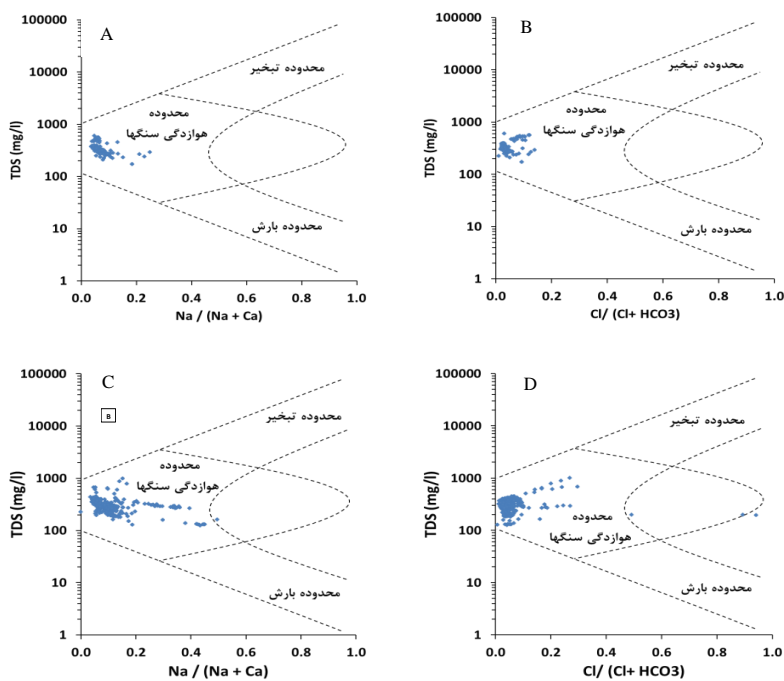 A
100000
10000
1000
100
10
1
TDS (mg/l)
محدوده تبخیر
محدوده
هوازدگی سنگها
محدوده بارش
0.0 0.2 0.4 0.6 0.8 1.0
Na / (Na + Ca)
B
100000
10000
1000
100
10
1
TDS (mg/l)
محدوده تبخیر
محدوده
هوازدگی سنگها
محدوده بارش
0.0 0.2 0.4 0.6 0.8 1.0
Cl/ (Cl+ HCO3)
C
B
100000
10000
1000
100
10
1
TDS (mg/l)
محدوده تبخیر
محدوده
هوازدگی سنگها
محدوده بارش
0.0 0.2 0.4 0.6 0.8 1.0
Na / (Na + Ca)
D
100000
10000
1000
100
10
1
TDS (mg/l)
محدوده تبخیر
محدوده
هوازدگی سنگها
محدوده بارش
0.0 0.2 0.4 0.6 0.8 1.0
Cl/ (Cl+ HCO3)